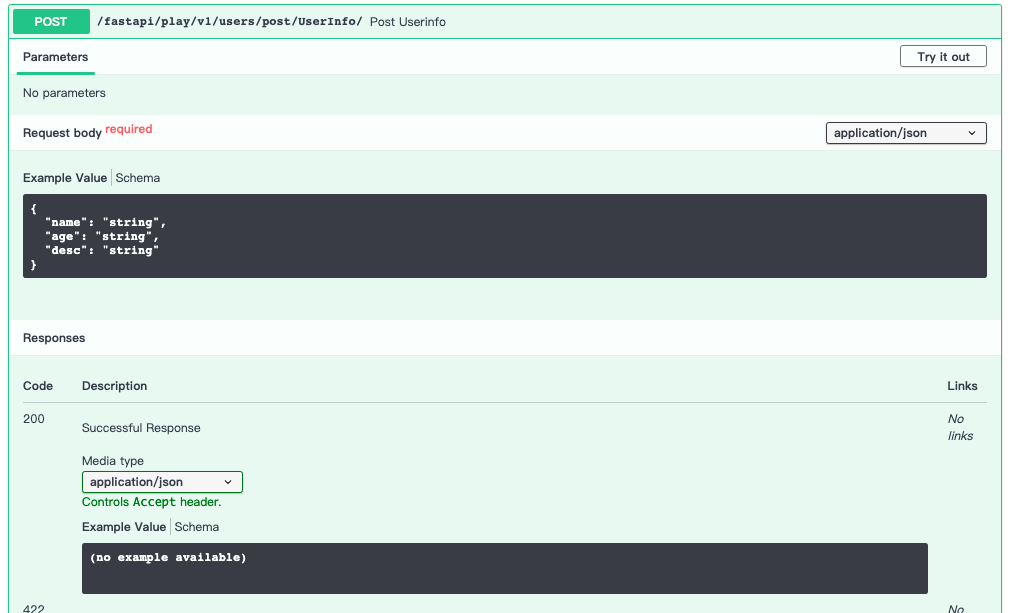 POST /fastapi/play/v1/users/post/UserInfo/ Post Userinfo
Parameters Try it out
No parameters
Request body required application/json
Example Value Schema
{
"name": "string",
"age": "string",
"desc": "string"
}
Responses
Code Description Links
200 Successful Response No links
Media type
application/json
Controls Accept header.
Example Value Schema
(no example available)
422 No